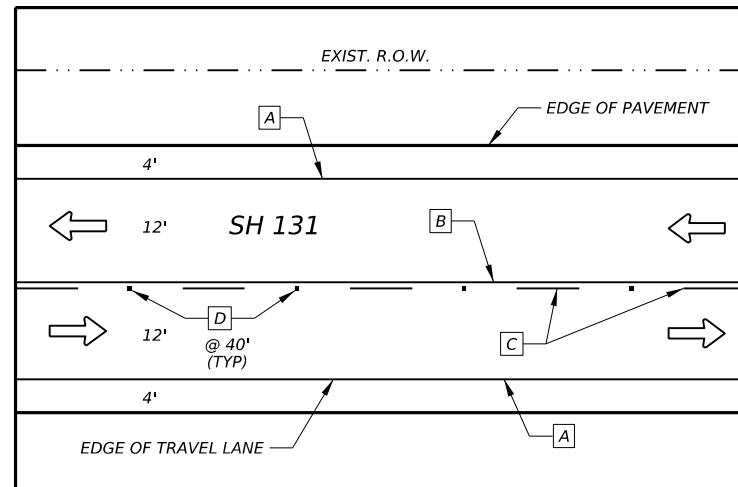 EXIST. R.O.W.
EDGE OF PAVEMENT
A
4'
12'
SH 131
B
D
@ 40'
(TYP)
12'
C
4'
EDGE OF TRAVEL LANE
A